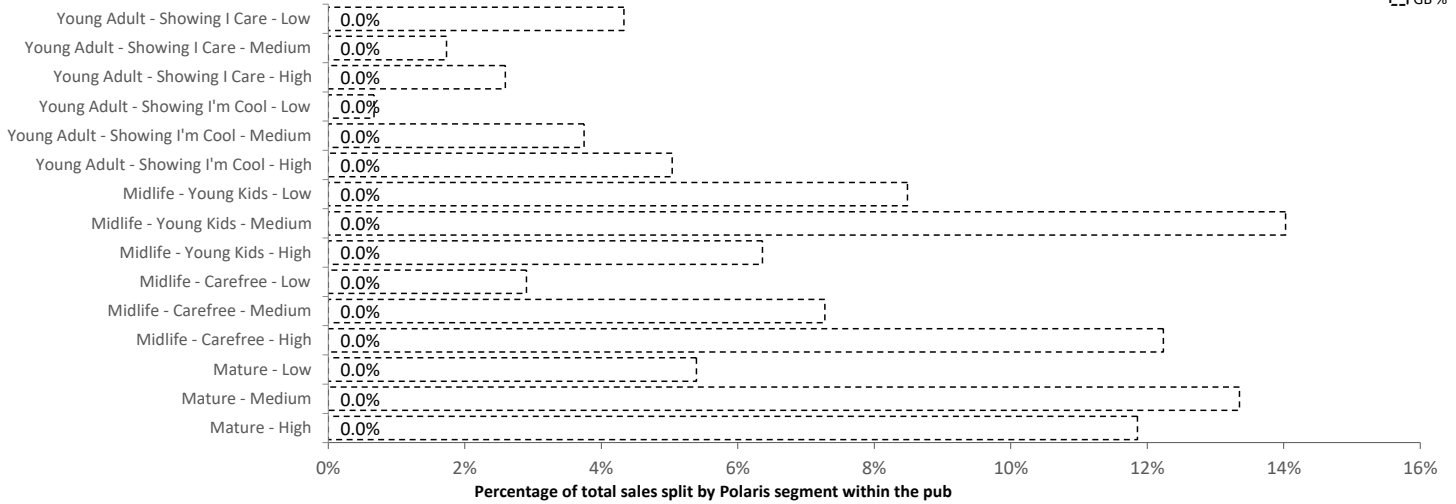 GB %
Young Adult - Showing I Care - Low 0.0%
Young Adult - Showing I Care - Medium 0.0%
Young Adult - Showing I Care - High 0.0%
Young Adult - Showing I'm Cool - Low 0.0%
Young Adult - Showing I'm Cool - Medium 0.0%
Young Adult - Showing I'm Cool - High 0.0%
Midlife - Young Kids - Low 0.0%
Midlife - Young Kids - Medium 0.0%
Midlife - Young Kids - High 0.0%
Midlife - Carefree - Low 0.0%
Midlife - Carefree - Medium 0.0%
Midlife - Carefree - High 0.0%
Mature - Low 0.0%
Mature - Medium 0.0%
Mature - High 0.0%
0% 2% 4% 6% 8% 10% 12% 14% 16%
Percentage of total sales split by Polaris segment within the pub